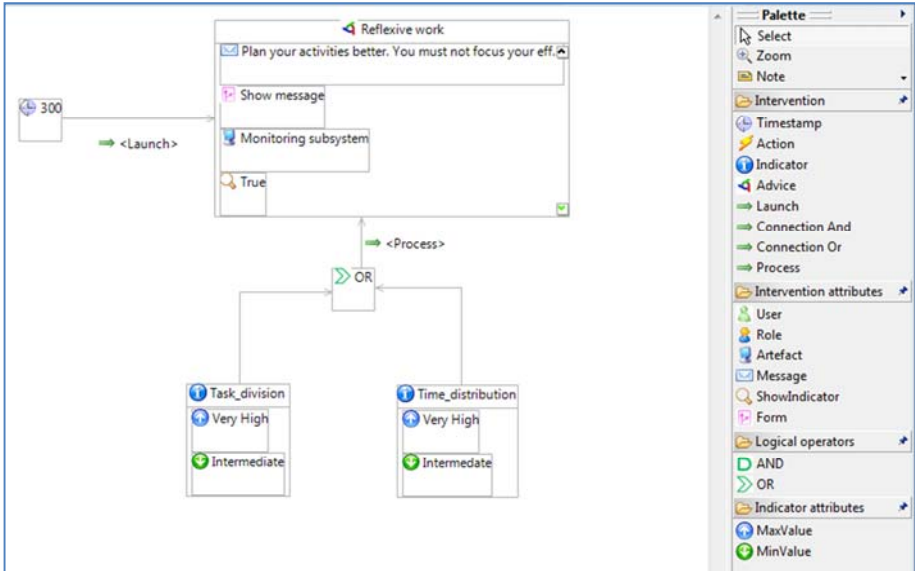 Reflexive work
Plan your activities better. You must not focus your eff.
Show message
Monitoring subsystem
True
300
<Launch>
<Process>
OR
Task_division
Very High
Intermediate
Time_distribution
Very High
Intermedate
Palette
Select
Zoom
Note
Intervention
Timestamp
Action
Indicator
Advice
Launch
Connection And
Connection Or
Process
Intervention attributes
User
Role
Artefact
Message
ShowIndicator
Form
Logical operators
AND
OR
Indicator attributes
MaxValue
MinValue